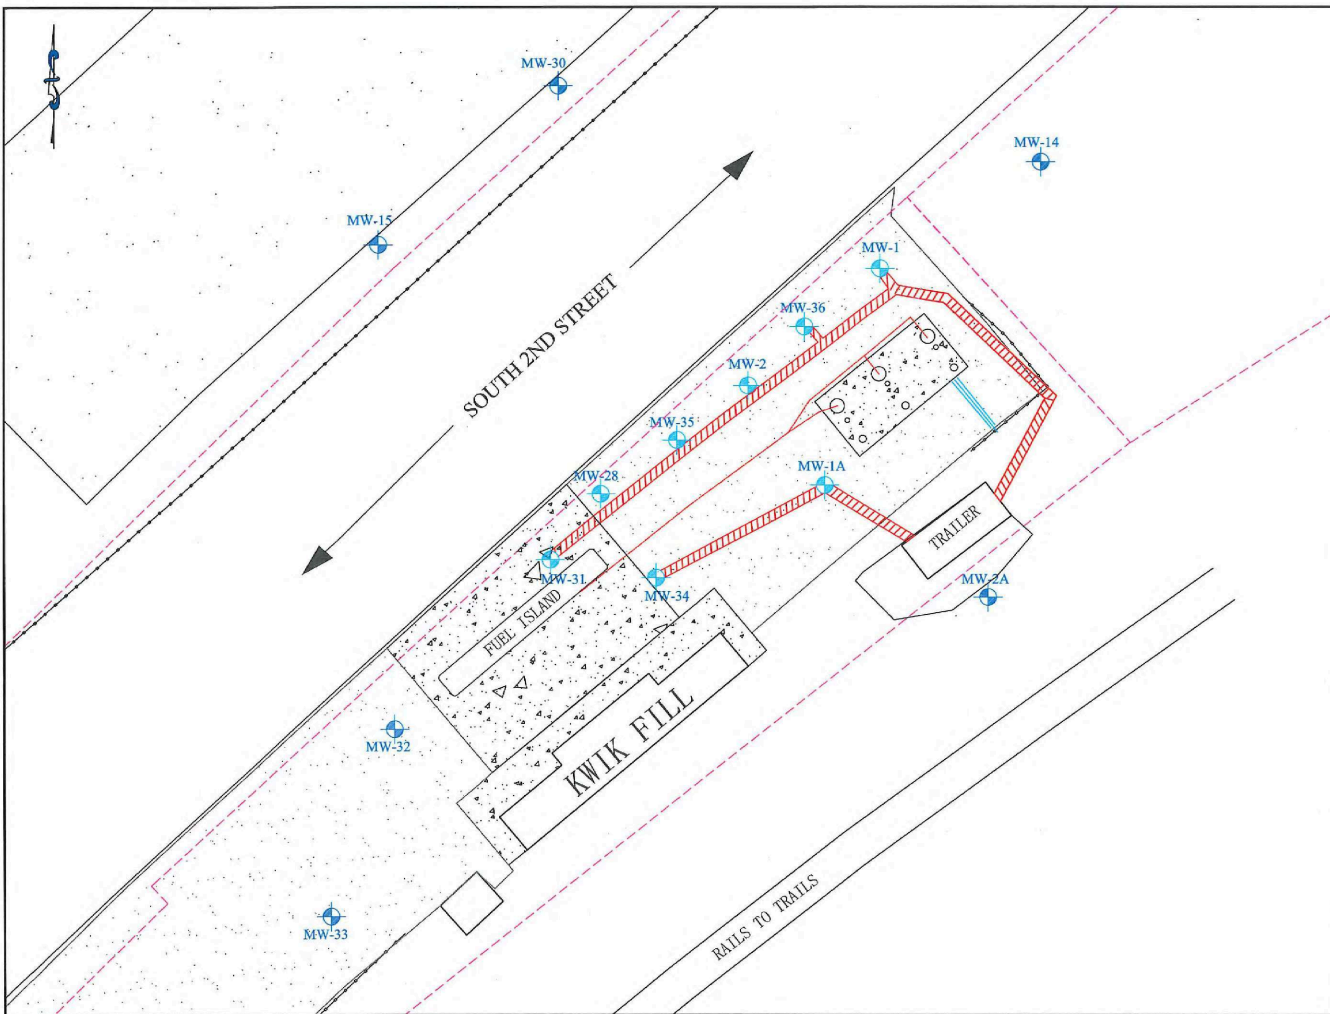 MW-30
MW-14
MW-15
MW-1
SOUTH 2ND STREET
MW-36
MW-2
MW-35
MW-1A
MW-28
TRAILER
MW-31
MW-34
MW-2A
FUEL ISLAND
KWIK FILL
MW-32
RAILS TO TRAILS
MW-33